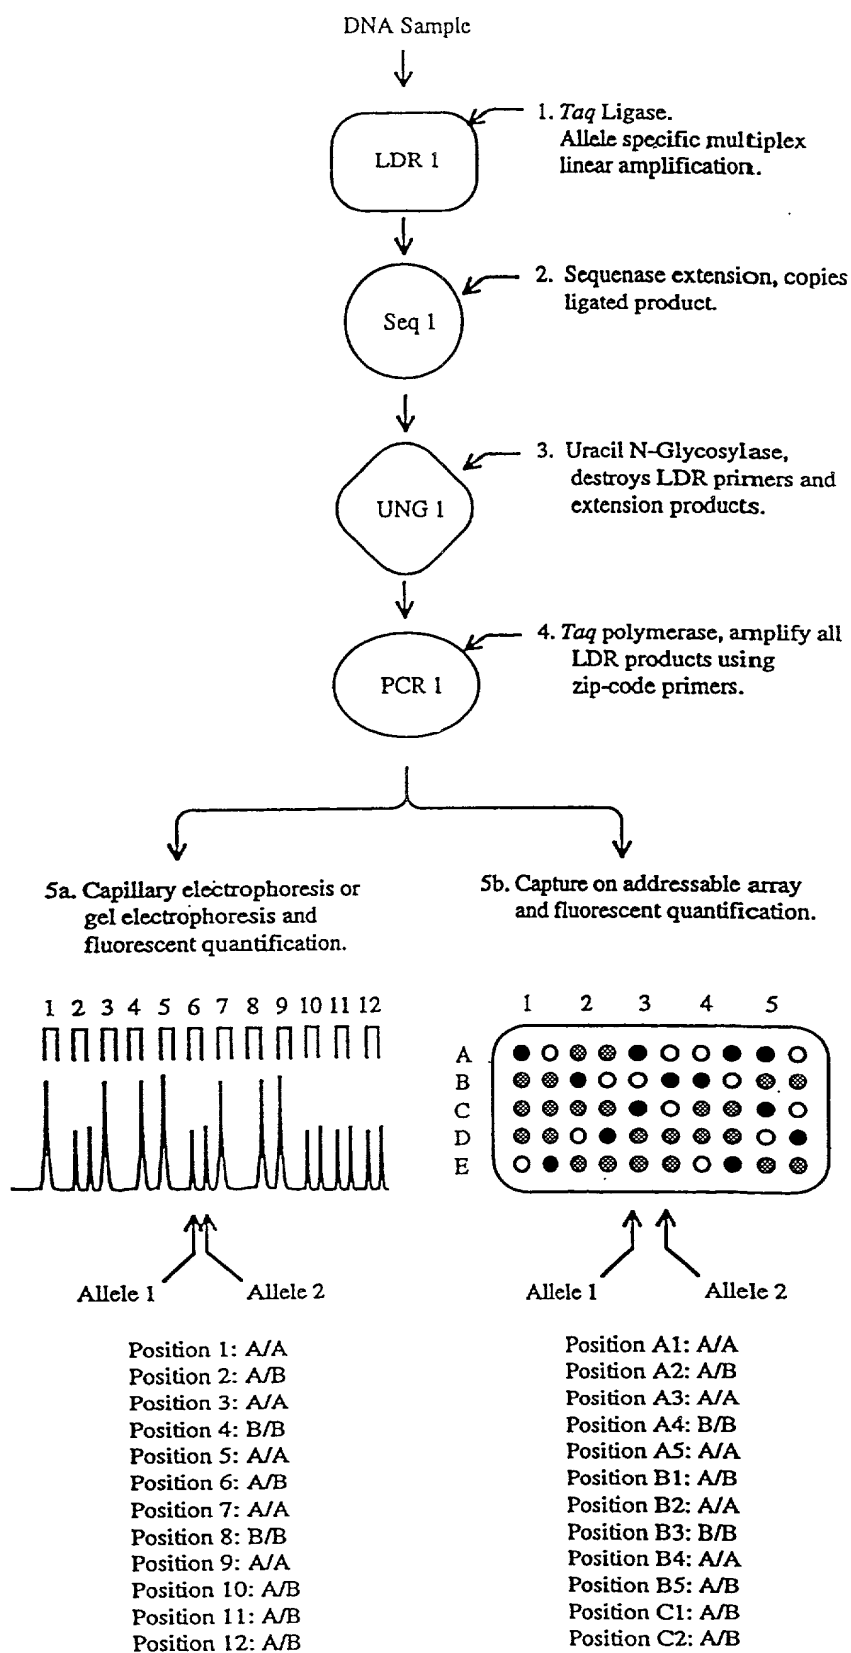 DNA Sample
LDR 1
1. Taq Ligase.
Allele specific multiplex
linear amplification.
Seq 1
2. Sequenase extension, copies
ligated product.
UNG 1
3. Uracil N-Glycosylase,
destroys LDR primers and
extension products.
PCR 1
4. Taq polymerase, amplify all
LDR products using
zip-code primers.
5a. Capillary electrophoresis or
gel electrophoresis and
fluorescent quantification.
1 2 3 4 5 6 7 8 9 10 11 12
Allele 1 Allele 2
Position 1: A/A
Position 2: A/B
Position 3: A/A
Position 4: B/B
Position 5: A/A
Position 6: A/B
Position 7: A/A
Position 8: B/B
Position 9: A/A
Position 10: A/B
Position 11: A/B
Position 12: A/B
5b. Capture on addressable array
and fluorescent quantification.
1 2 3 4 5
A
B
C
D
E
Allele 1 Allele 2
Position A1: A/A
Position A2: A/B
Position A3: A/A
Position A4: B/B
Position A5: A/A
Position B1: A/B
Position B2: A/A
Position B3: B/B
Position B4: A/A
Position B5: A/B
Position C1: A/B
Position C2: A/B